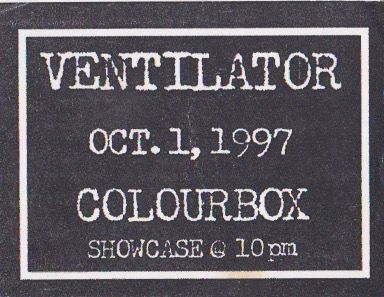 VENTILATOR
OCT. 1, 1997
COLOURBOX
SHOWCASE @ 10pm